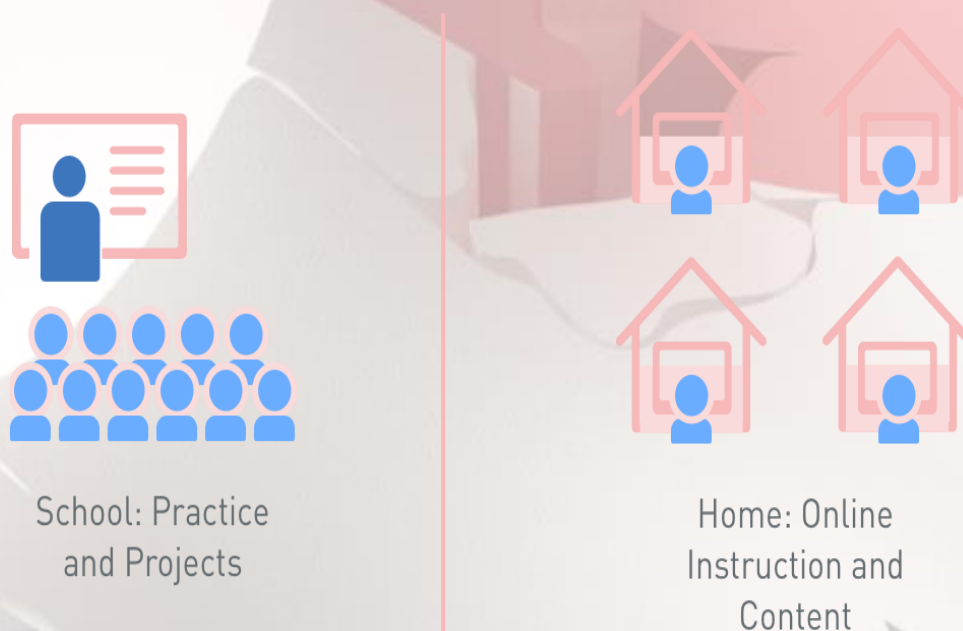 School: Practice
and Projects
Home: Online
Instruction and
Content